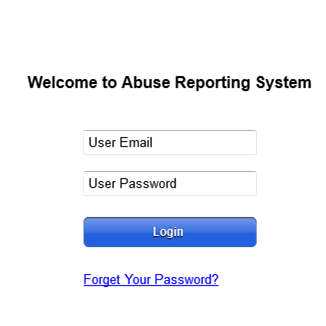 Welcome to Abuse Reporting System
User Email
User Password
Login
Forget Your Password?